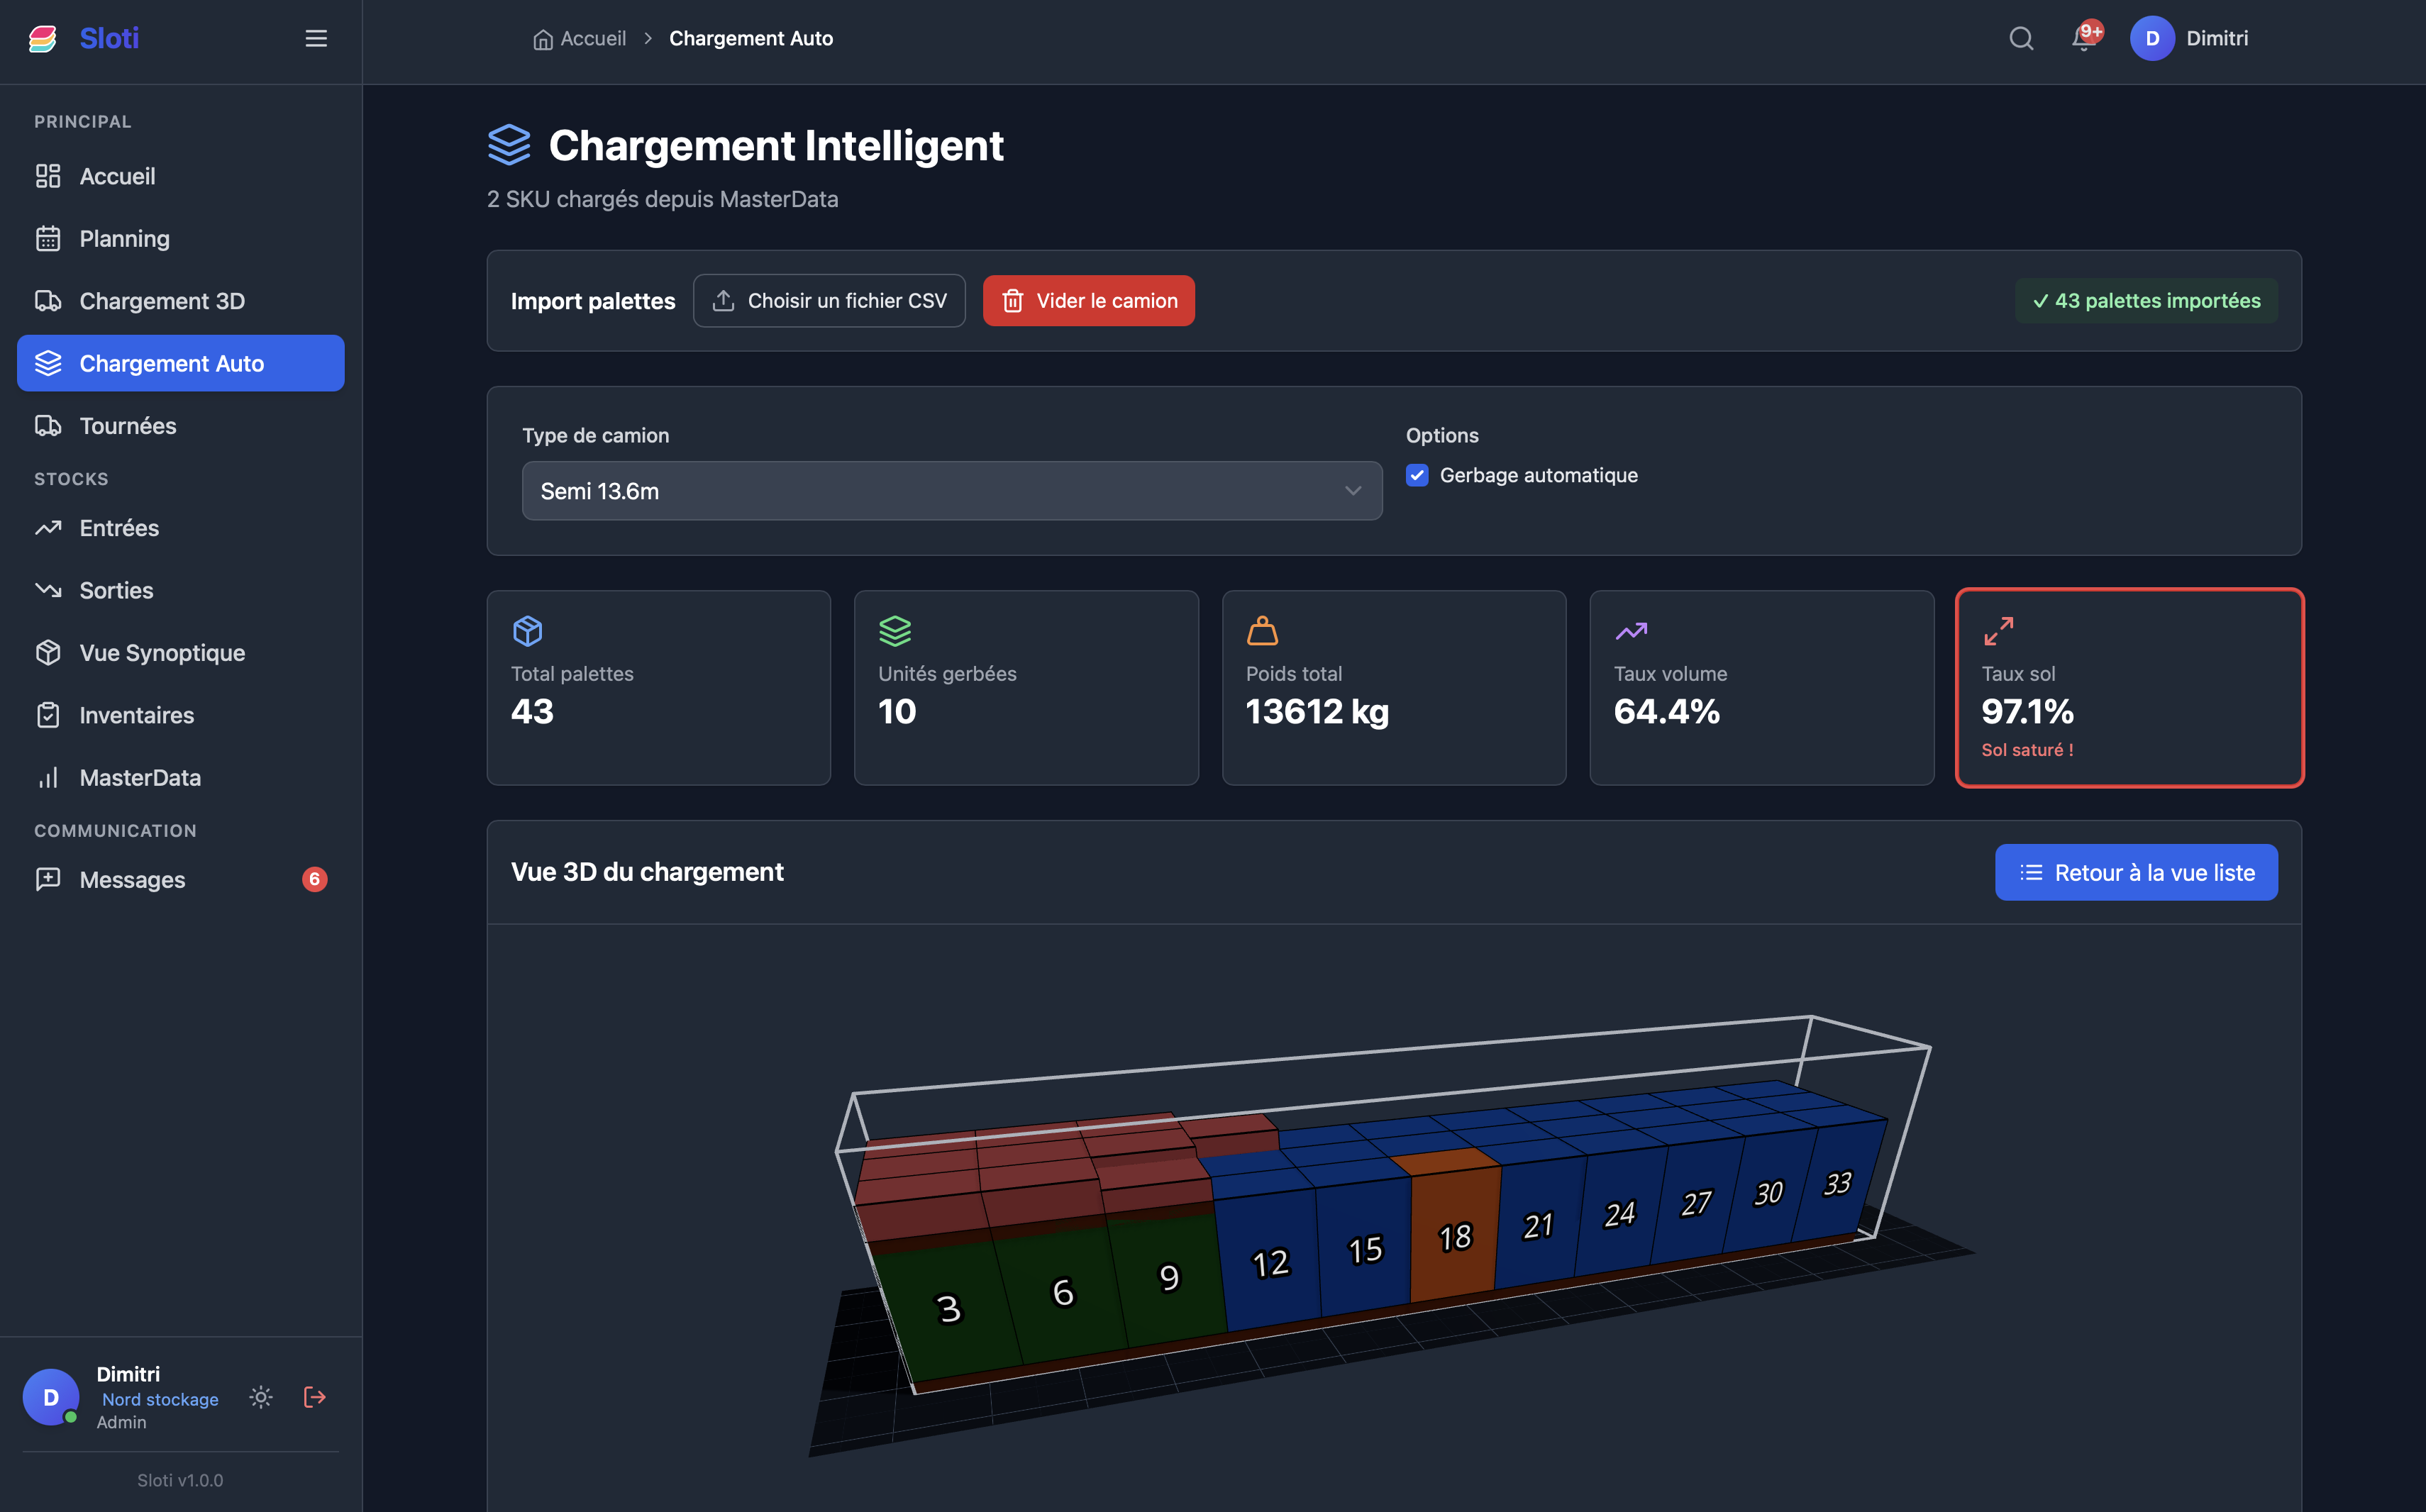 Sloti
Accueil
Chargement Auto
9+
D
Dimitri
PRINCIPAL
Accueil
Planning
Chargement 3D
Chargement Auto
Tournées
STOCKS
Entrées
Sorties
Vue Synoptique
Inventaires
MasterData
COMMUNICATION
Messages
6
D
Dimitri
Nord stockage
Admin
Sloti v1.0.0
Chargement Intelligent
2 SKU chargés depuis MasterData
Import palettes
Choisir un fichier CSV
Vider le camion
✓ 43 palettes importées
Type de camion
Semi 13.6m
Options
Gerbage automatique
Total palettes
43
Unités gerbées
10
Poids total
13612 kg
Taux volume
64.4%
Taux sol
97.1%
Sol saturé !
Vue 3D du chargement
Retour à la vue liste
3
6
9
12
15
18
21
24
27
30
33